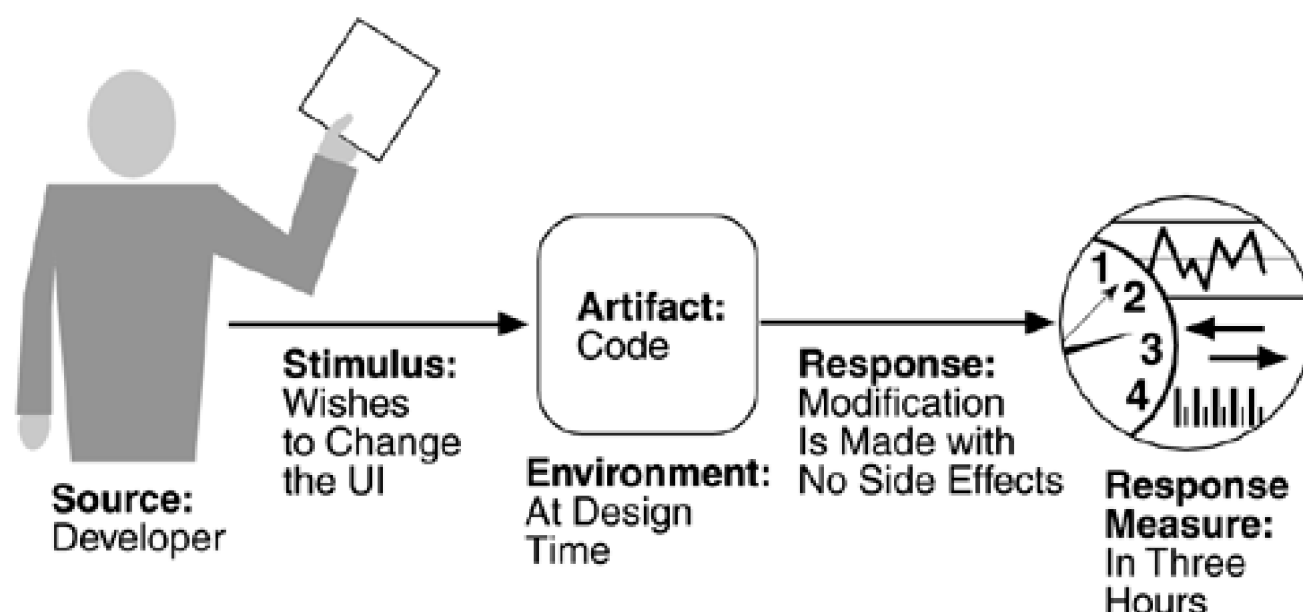 Source:
Developer
Stimulus:
Wishes
to Change
the UI
Artifact:
Code
Environment:
At Design
Time
Response:
Modification
Is Made with
No Side Effects
1
2
3
4
Response
Measure:
In Three
Hours